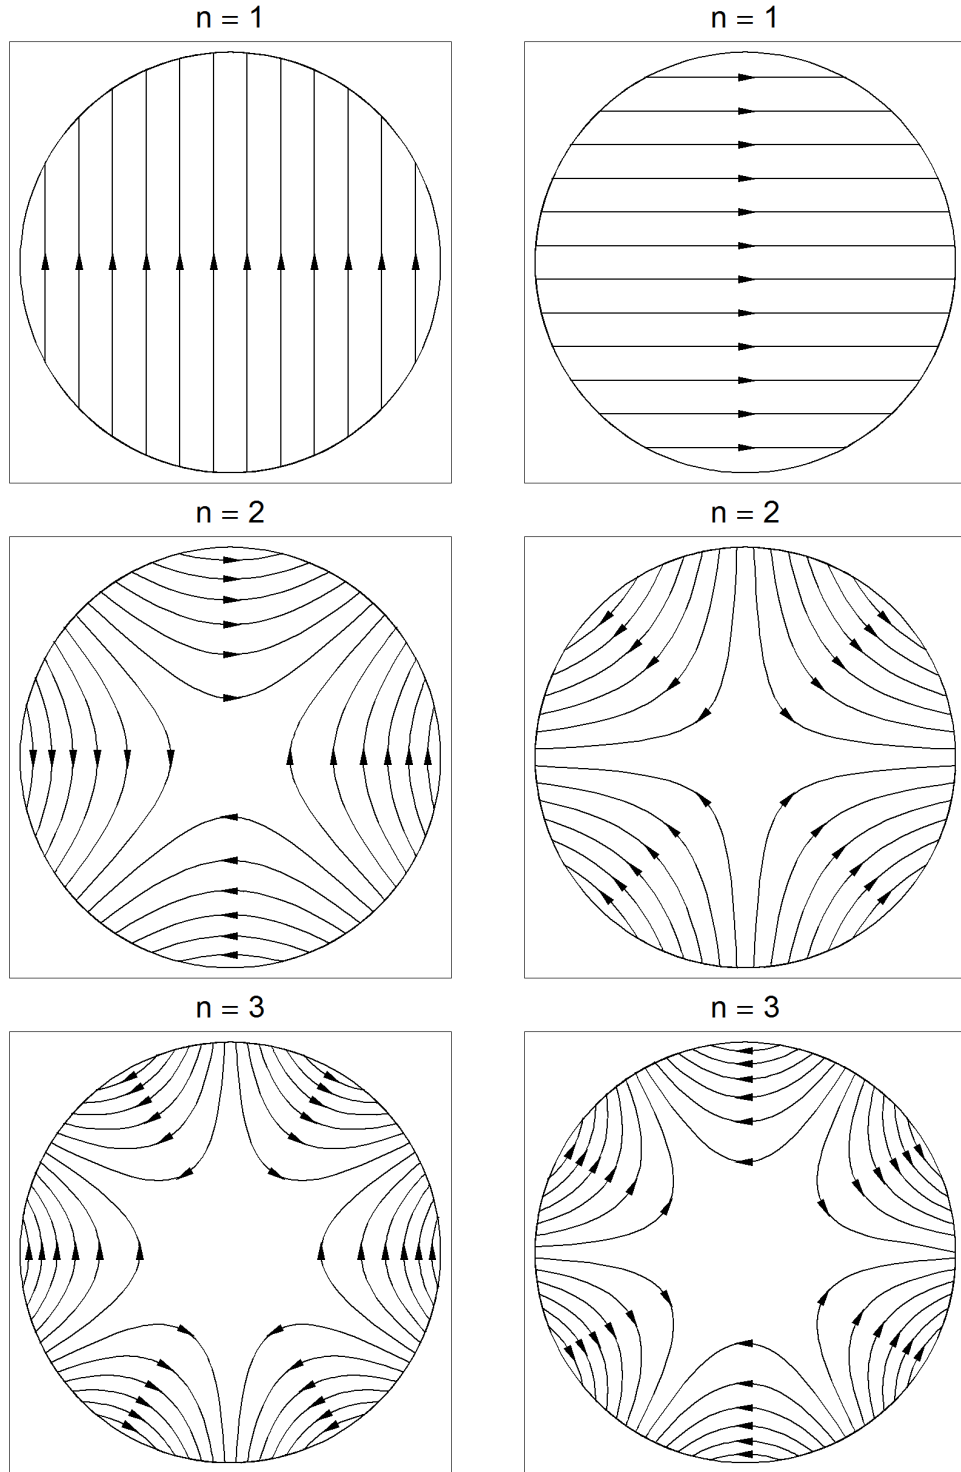 n = 1
n = 1
n = 2
n = 2
n = 3
n = 3